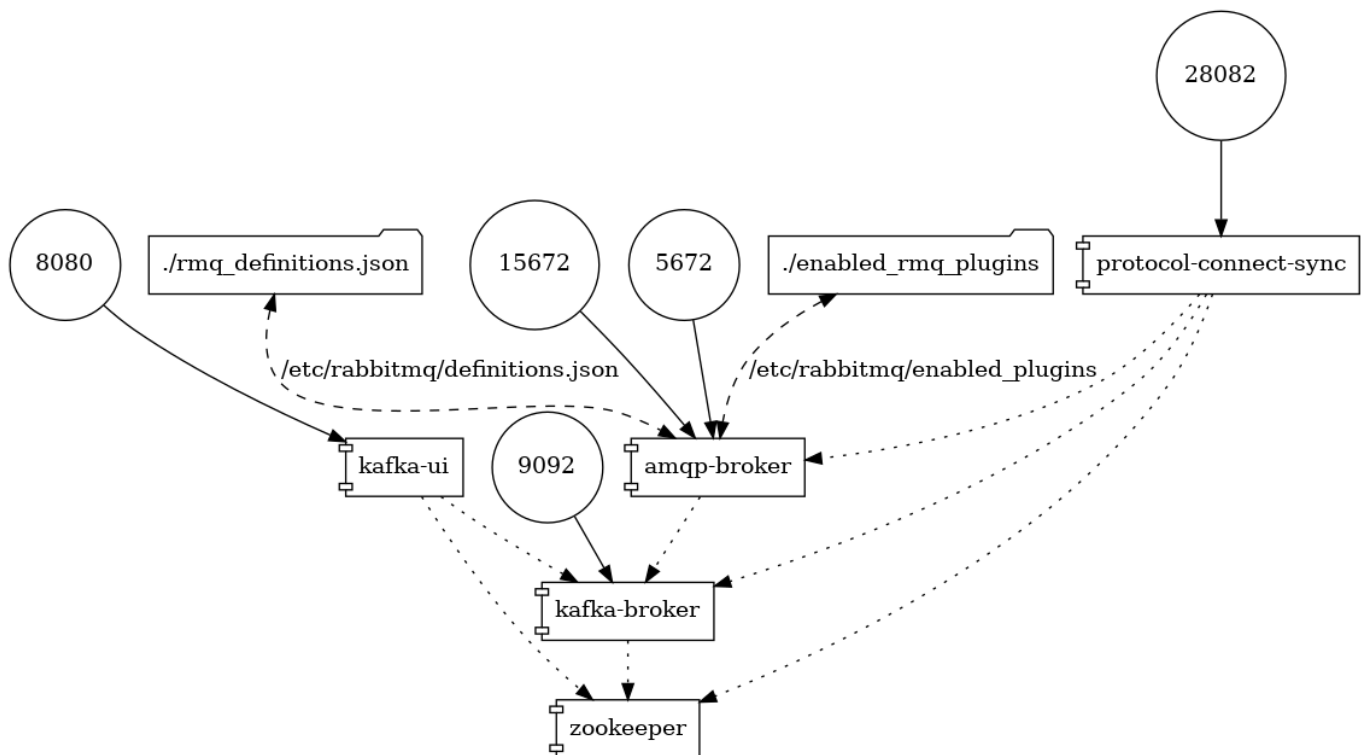 28082
8080
./rmq_definitions.json
15672
5672
./enabled_rmq_plugins
protocol-connect-sync
/etc/rabbitmq/definitions.json
/etc/rabbitmq/enabled_plugins
kafka-ui
9092
amqp-broker
kafka-broker
zookeeper